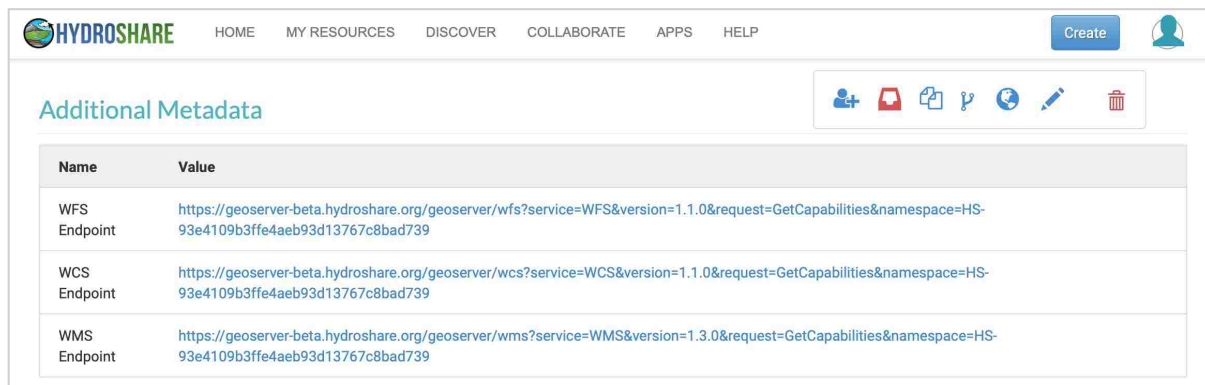 HYDROSHARE HOME MY RESOURCES DISCOVER COLLABORATE APPS HELP Create
Additional Metadata
Name Value
WFS Endpoint https://geoserver-beta.hydroshare.org/geoserver/wfs?service=WFS&version=1.1.0&request=GetCapabilities&namespace=HS-
93e4109b3ffe4aeb93d13767c8bad739
WCS Endpoint https://geoserver-beta.hydroshare.org/geoserver/wcs?service=WCS&version=1.1.0&request=GetCapabilities&namespace=HS-
93e4109b3ffe4aeb93d13767c8bad739
WMS Endpoint https://geoserver-beta.hydroshare.org/geoserver/wms?service=WMS&version=1.3.0&request=GetCapabilities&namespace=HS-
93e4109b3ffe4aeb93d13767c8bad739